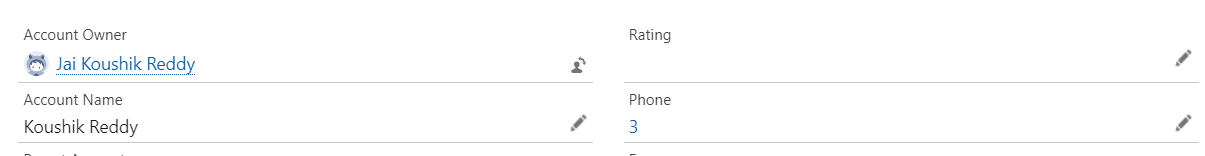 Account Owner
Jai Koushik Reddy
Rating
Account Name
Koushik Reddy
Phone
3